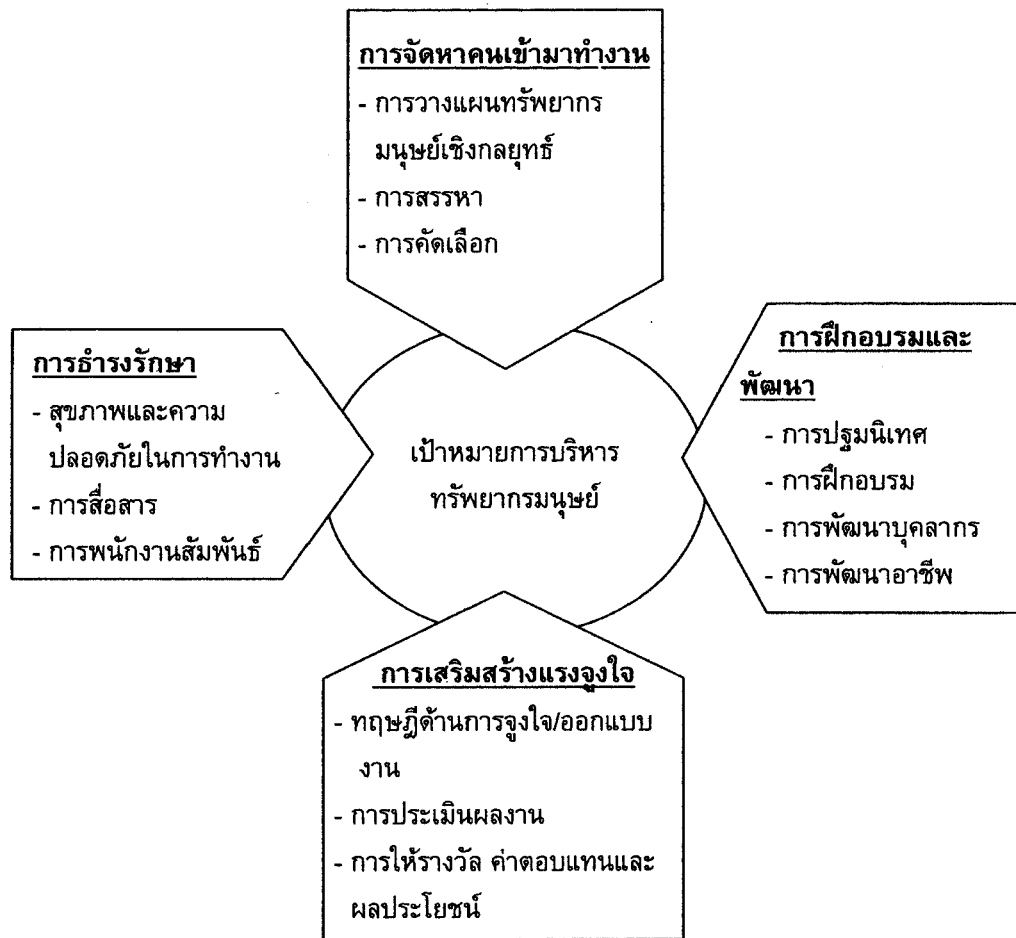 การจัดหาคนเข้ามาทำงาน
- การวางแผนทรัพยากร
มนุษย์เชิงกลยุทธ์
- การสรรหา
- การคัดเลือก
การธำรงรักษา
- สุขภาพและความ
ปลอดภัยในการทำงาน
- การสื่อสาร
- การพนักงานสัมพันธ์
เป้าหมายการบริหาร
ทรัพยากรมนุษย์
การฝึกอบรมและ
พัฒนา
- การปฐมนิเทศ
- การฝึกอบรม
- การพัฒนาบุคลากร
- การพัฒนาอาชีพ
การเสริมสร้างแรงจูงใจ
- ทฤษฎีด้านการจูงใจ/ออกแบบ
งาน
- การประเมินผลงาน
- การให้รางวัล ค่าตอบแทนและ
ผลประโยชน์